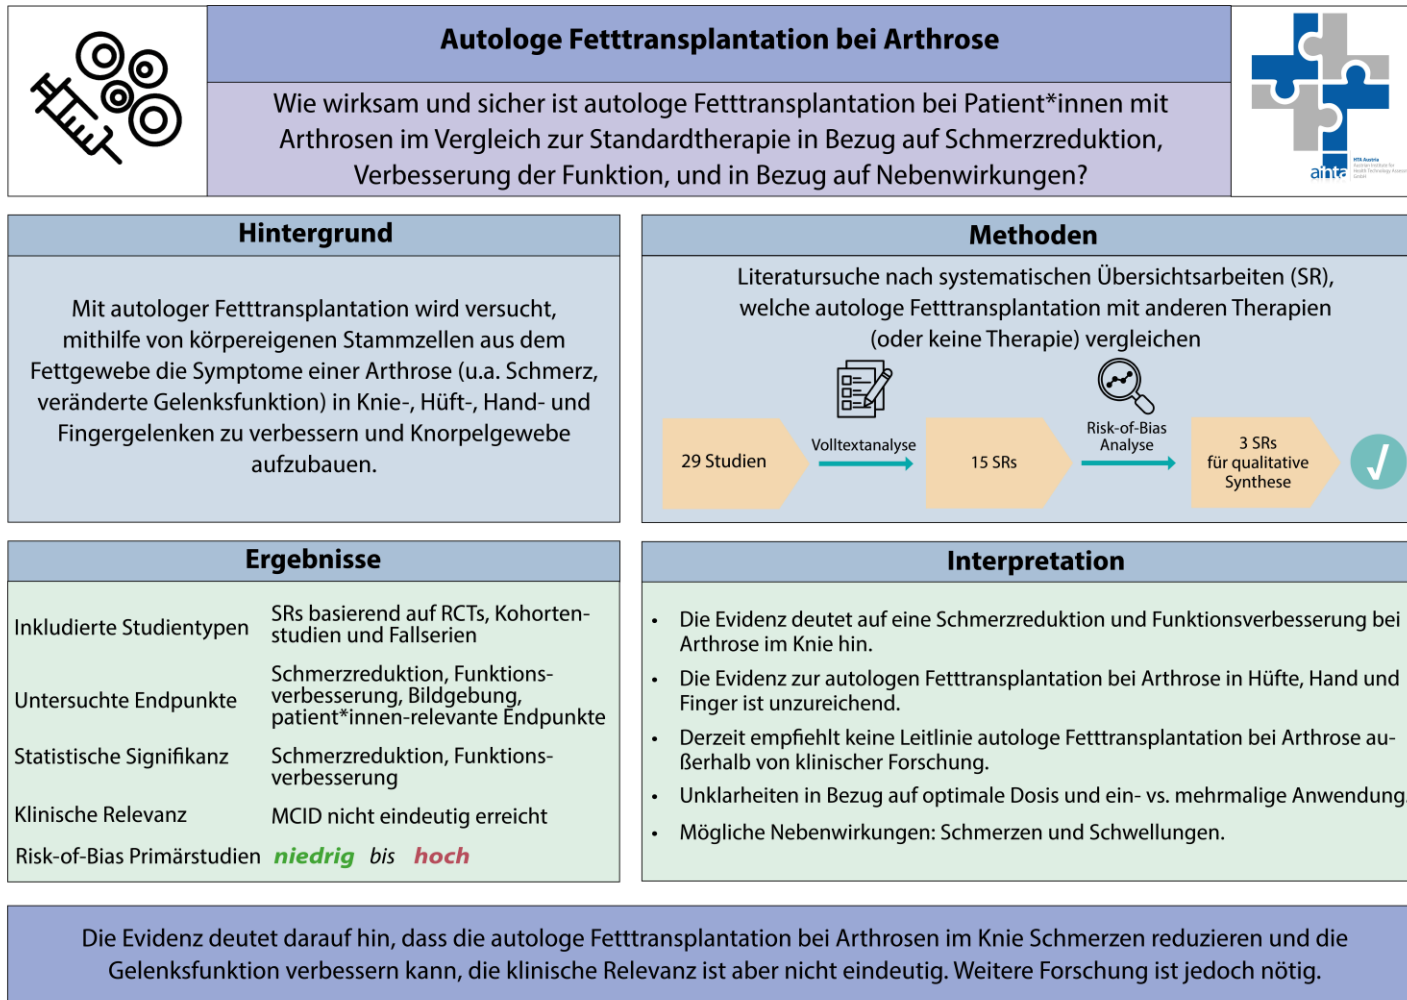 Autologe Fetttransplantation bei Arthrose
Wie wirksam und sicher ist autologe Fetttransplantation bei Patient*innen mit
Arthrosen im Vergleich zur Standardtherapie in Bezug auf Schmerzreduktion,
Verbesserung der Funktion, und in Bezug auf Nebenwirkungen?
aihta
HTA Austria
Austrian Institute for
Health Technology Assessm
GmbH
Hintergrund
Mit autologer Fetttransplantation wird versucht,
mithilfe von körpereigenen Stammzellen aus dem
Fettgewebe die Symptome einer Arthrose (u.a. Schmerz,
veränderte Gelenksfunktion) in Knie-, Hüft-, Hand- und
Fingergelenken zu verbessern und Knorpelgewebe
aufzubauen.
Methoden
Literatursuche nach systematischen Übersichtsarbeiten (SR),
welche autologe Fetttransplantation mit anderen Therapien
(oder keine Therapie) vergleichen
29 Studien
Volltextanalyse
15 SRs
Risk-of-Bias
Analyse
3 SRs
für qualitative
Synthese
Ergebnisse
Inkludierte Studientypen
SRs basierend auf RCTs, Kohorten-
studien und Fallserien
Untersuchte Endpunkte
Schmerzreduktion, Funktions-
verbesserung, Bildgebung,
patient*innen-relevante Endpunkte
Statistische Signifikanz
Schmerzreduktion, Funktions-
verbesserung
Klinische Relevanz
MCID nicht eindeutig erreicht
Risk-of-Bias Primärstudien niedrig bis hoch
Interpretation
• Die Evidenz deutet auf eine Schmerzreduktion und Funktionsverbesserung bei
Arthrose im Knie hin.
• Die Evidenz zur autologen Fetttransplantation bei Arthrose in Hüfte, Hand und
Finger ist unzureichend.
• Derzeit empfiehlt keine Leitlinie autologe Fetttransplantation bei Arthrose au-
ßerhalb von klinischer Forschung.
• Unklarheiten in Bezug auf optimale Dosis und ein- vs. mehrmalige Anwendung.
• Mögliche Nebenwirkungen: Schmerzen und Schwellungen.
Die Evidenz deutet darauf hin, dass die autologe Fetttransplantation bei Arthrosen im Knie Schmerzen reduzieren und die
Gelenksfunktion verbessern kann, die klinische Relevanz ist aber nicht eindeutig. Weitere Forschung ist jedoch nötig.